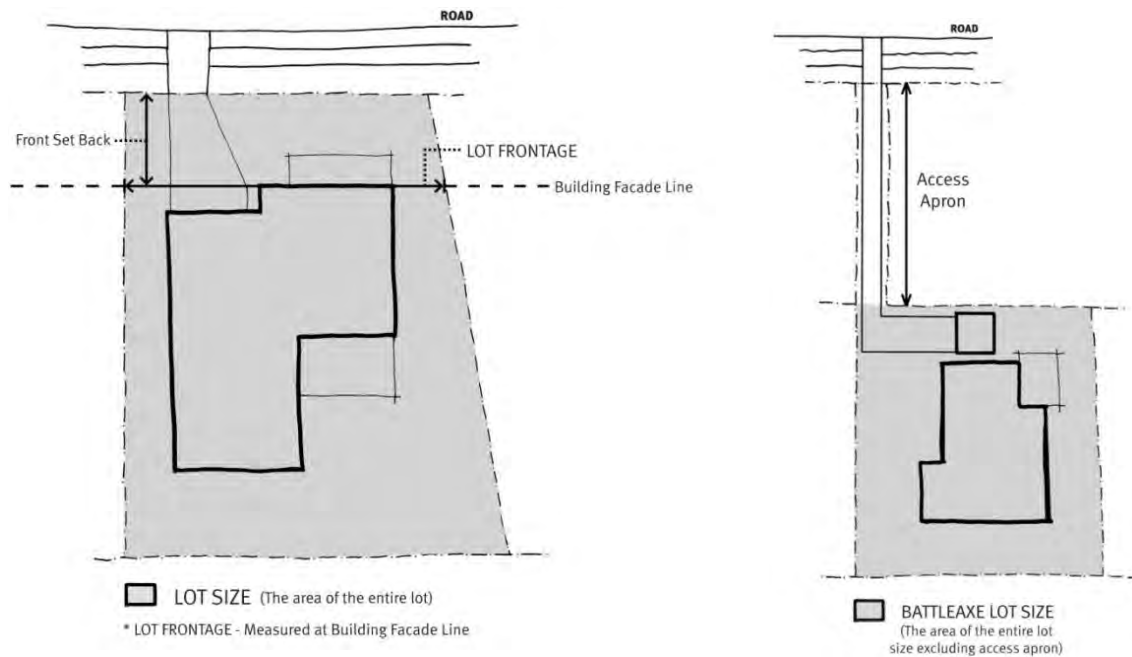 ROAD
Front Set Back
LOT FRONTAGE
Building Facade Line
LOT SIZE (The area of the entire lot)
* LOT FRONTAGE - Measured at Building Facade Line
ROAD
Access
Apron
BATTLEAXE LOT SIZE
(The area of the entire lot
size excluding access apron)